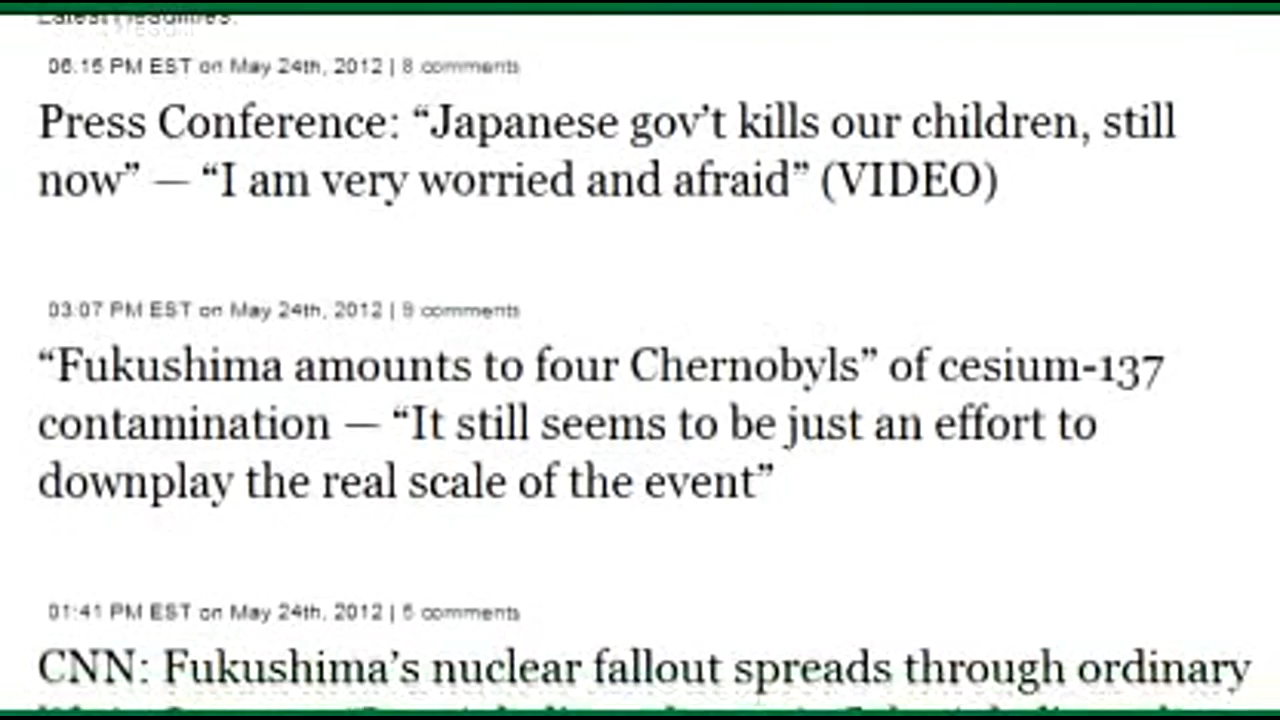 Latest Headlines:
06:15 PM EST on May 24th, 2012 | 8 comments
Press Conference: “Japanese gov’t kills our children, still
now” — “I am very worried and afraid” (VIDEO)
03:07 PM EST on May 24th, 2012 | 9 comments
“Fukushima amounts to four Chernobyls” of cesium-137
contamination — “It still seems to be just an effort to
downplay the real scale of the event”
01:41 PM EST on May 24th, 2012 | 6 comments
CNN: Fukushima’s nuclear fallout spreads through ordinary